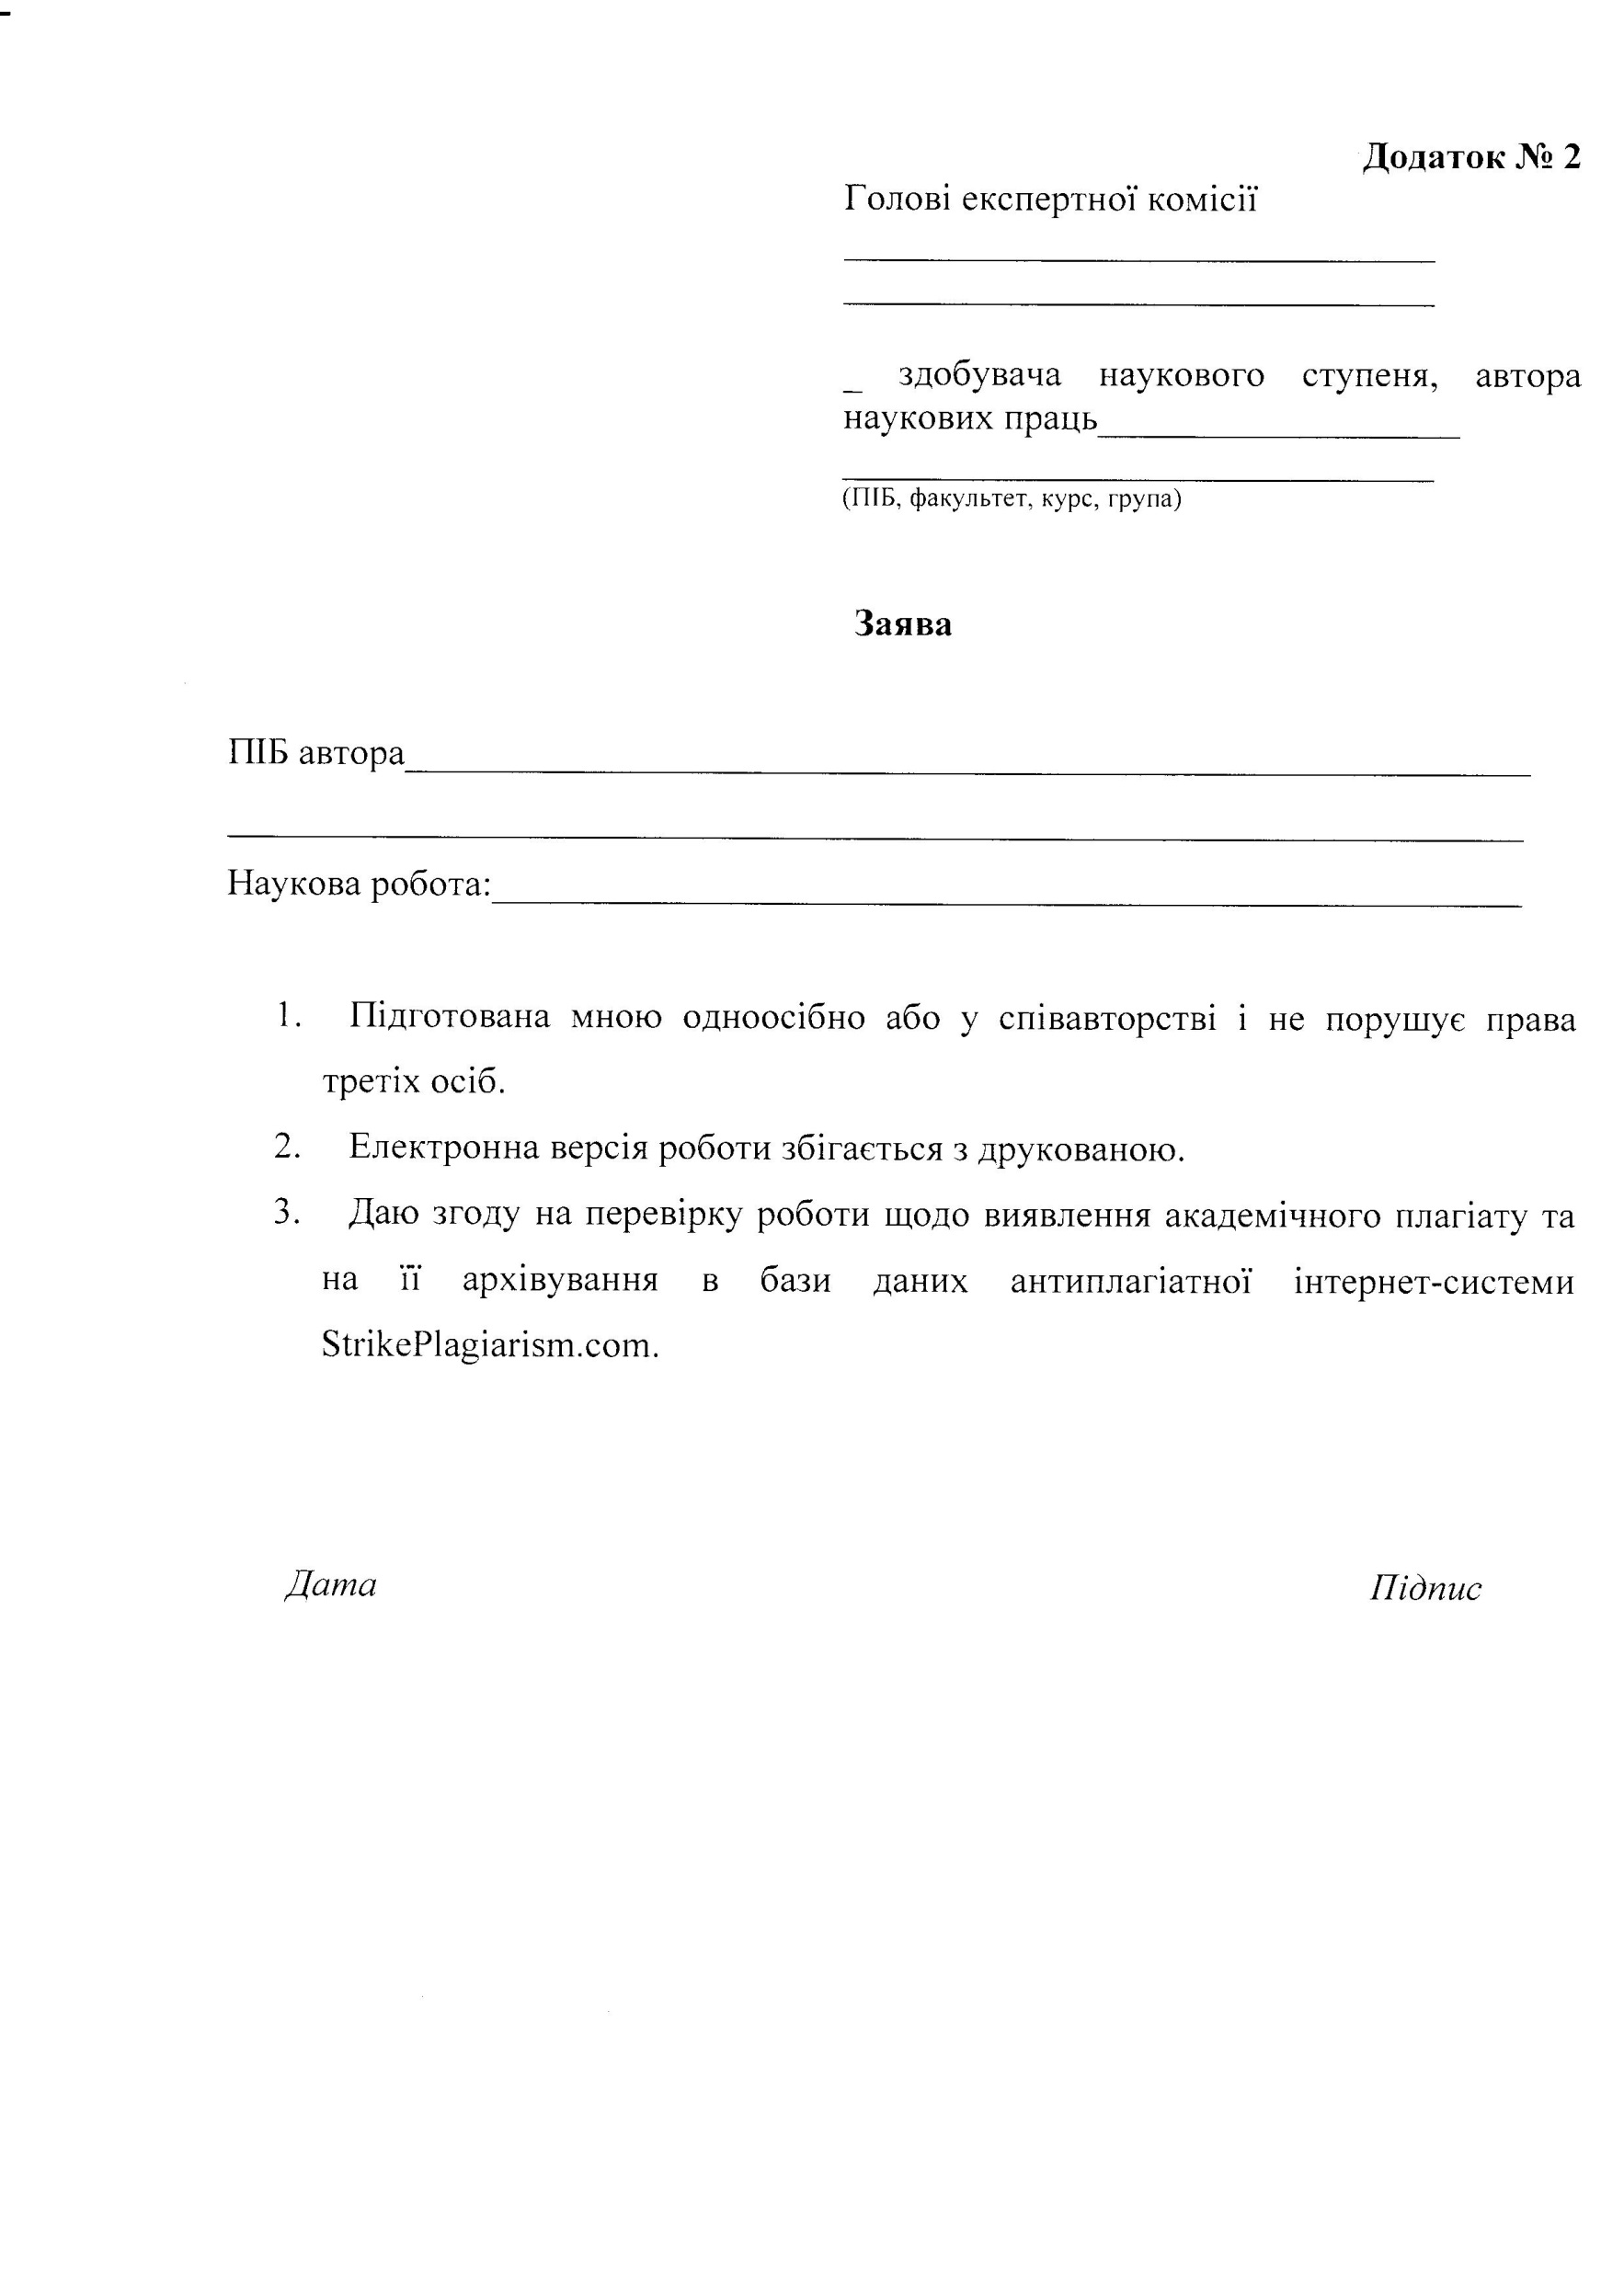 Додаток № 2
Голові експертної комісії
_ здобувача наукового ступеня, автора
наукових праць____________________
(ПІБ, факультет, курс, група)
Заява
ПІБ автора____________________
Наукова робота:____________________
1. Підготована мною одноосібно або у співавторстві і не порушує права
третіх осіб.
2. Електронна версія роботи збігається з друкованою.
3. Даю згоду на перевірку роботи щодо виявлення академічного плагіату та
на її архівування в бази даних антиплагіатної інтернет-системи
StrikePlagiarism.com.
Дата Підпис